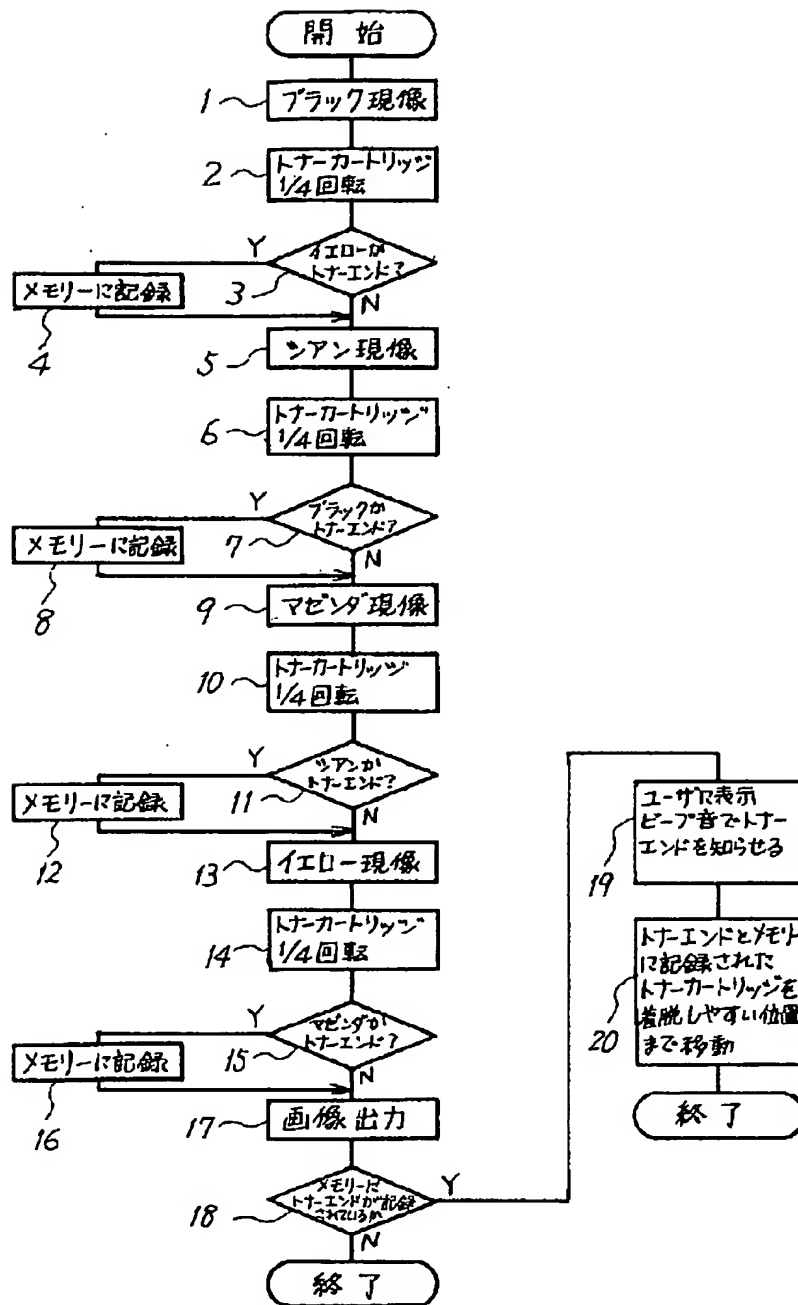 開始
1
ブラック現像
2
トナーカートリッジ
1/4回転
Y
イエローが
トナーエンド?
3
N
メモリーに記録
4
5
シアン現像
6
トナーカートリッジ
1/4回転
Y
ブラックが
トナーエンド?
7
N
メモリーに記録
8
9
マゼンダ現像
10
トナーカートリッジ
1/4回転
Y
シアンが
トナーエンド?
11
N
メモリーに記録
12
13
イエロー現像
14
トナーカートリッジ
1/4回転
Y
マゼンダが
トナーエンド?
15
N
メモリーに記録
16
17
画像出力
メモリーに
トナーエンドが記録
されているか
18
Y
N
終了
ユーザに表示
ビープ音でトナー
エンドを知らせる
19
トナーエンドとメモリー
に記録された
トナーカートリッジを
着脱しやすい位置
まで移動
20
終了